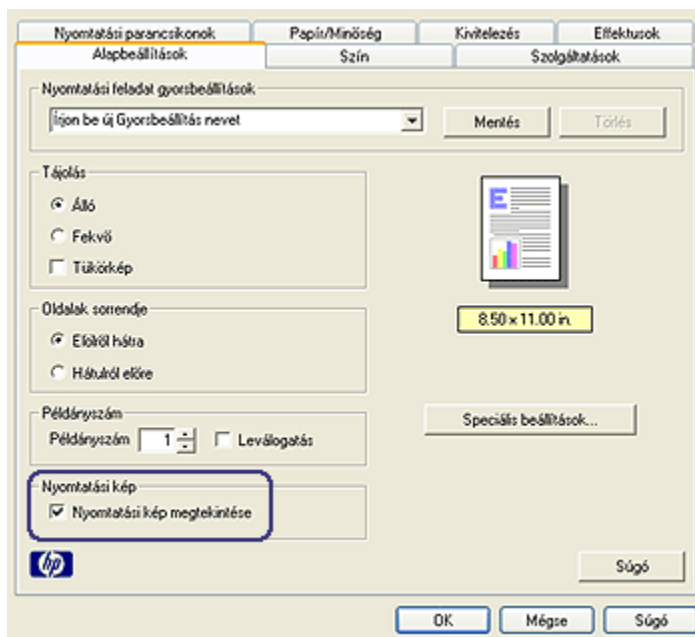 Nyomtatási parancsikonok Papír/Minőség Kivitelezés Effektusok
Alapbeállítások Szín Szolgáltatások
Nyomtatási feladat gyorsbeállítások
Írjon be új Gyorsbeállítás nevet Mentés Törlés
Tájolás
Álló
Fekvő
Tükörkép
E
8.50 × 11.00 in.
Oldalak sorrendje
Elölről hátra
Hátulról előre
Példányszám
Példányszám 1 Leválogatás
Speciális beállítások...
Nyomtatási kép
Nyomtatási kép megtekintése
hp
Súgó
OK Mégse Súgó